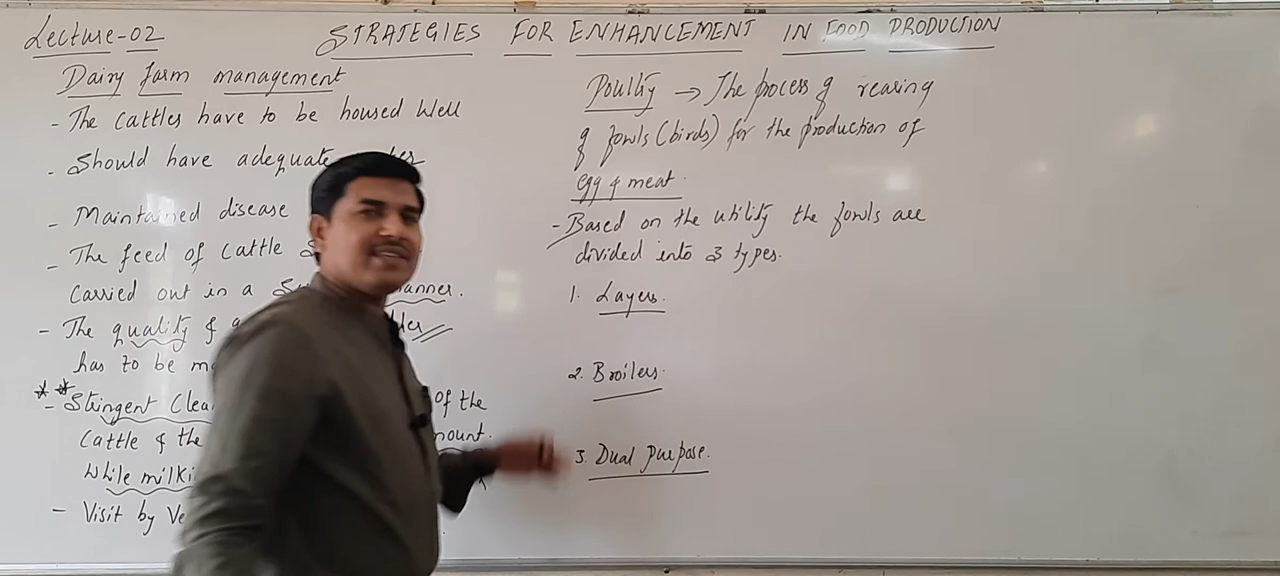 Lecture-02
STRATEGIES FOR ENHANCEMENT IN FOOD PRODUCTION
Dairy farm management
- The cattles have to be housed well
- Should have adequate
- Maintained disease
- The feed of cattle
Carried out in a manner.
- The quality &
has to be
** - Stringent of the
Cattle & the
while
- Visit by
Poultry → The process of rearing
of fowls (birds) for the production of
egg & meat.
- Based on the utility the fowls are
divided into 3 types.
1. Layers.
2. Broilers.
3. Dual purpose.